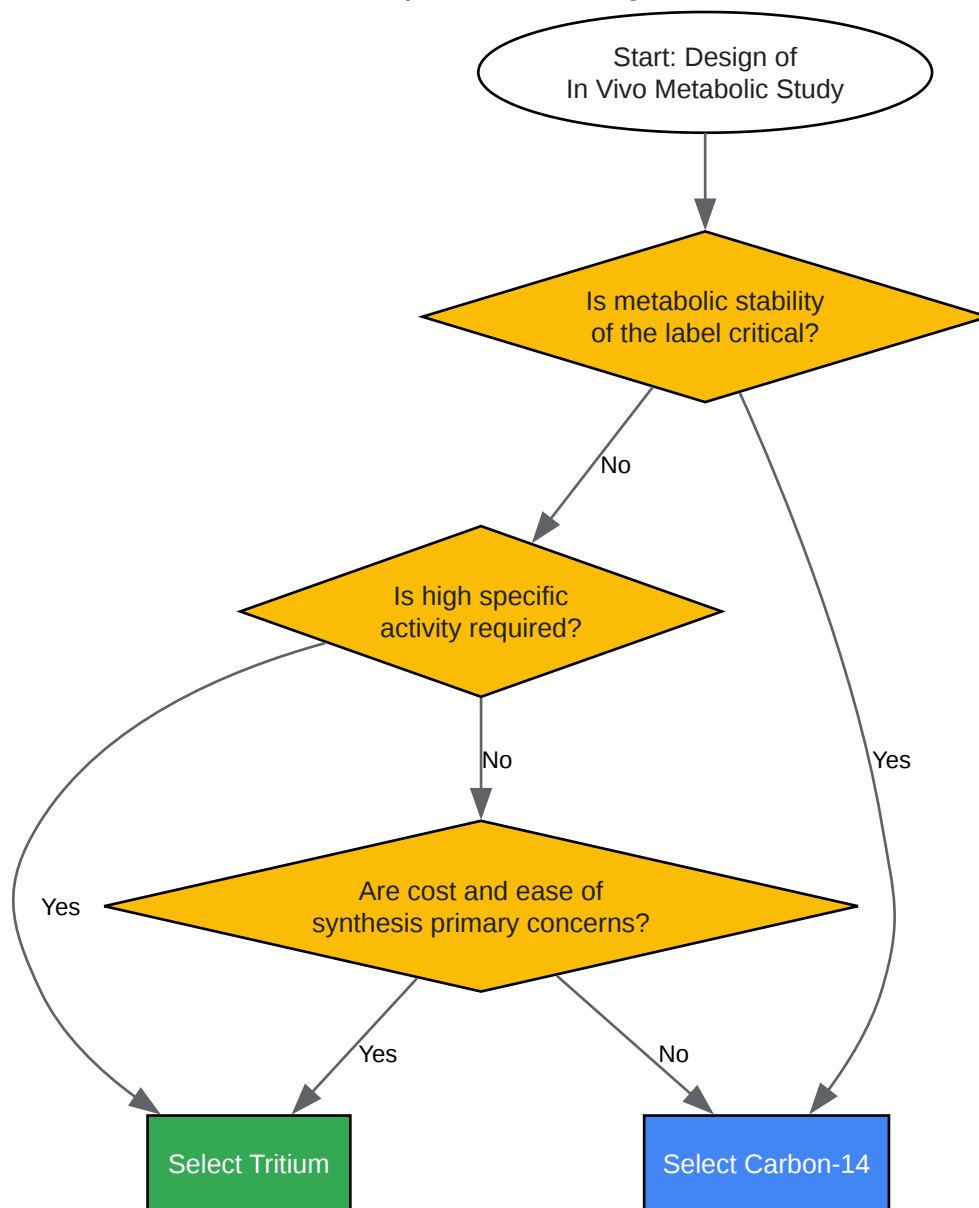 Start: Design of
In Vivo Metabolic Study
Is metabolic stability
of the label critical?
No
Is high specific
activity required?
No
Yes
Are cost and ease of
synthesis primary concerns?
Yes
Yes
No
Select Tritium
Select Carbon-14